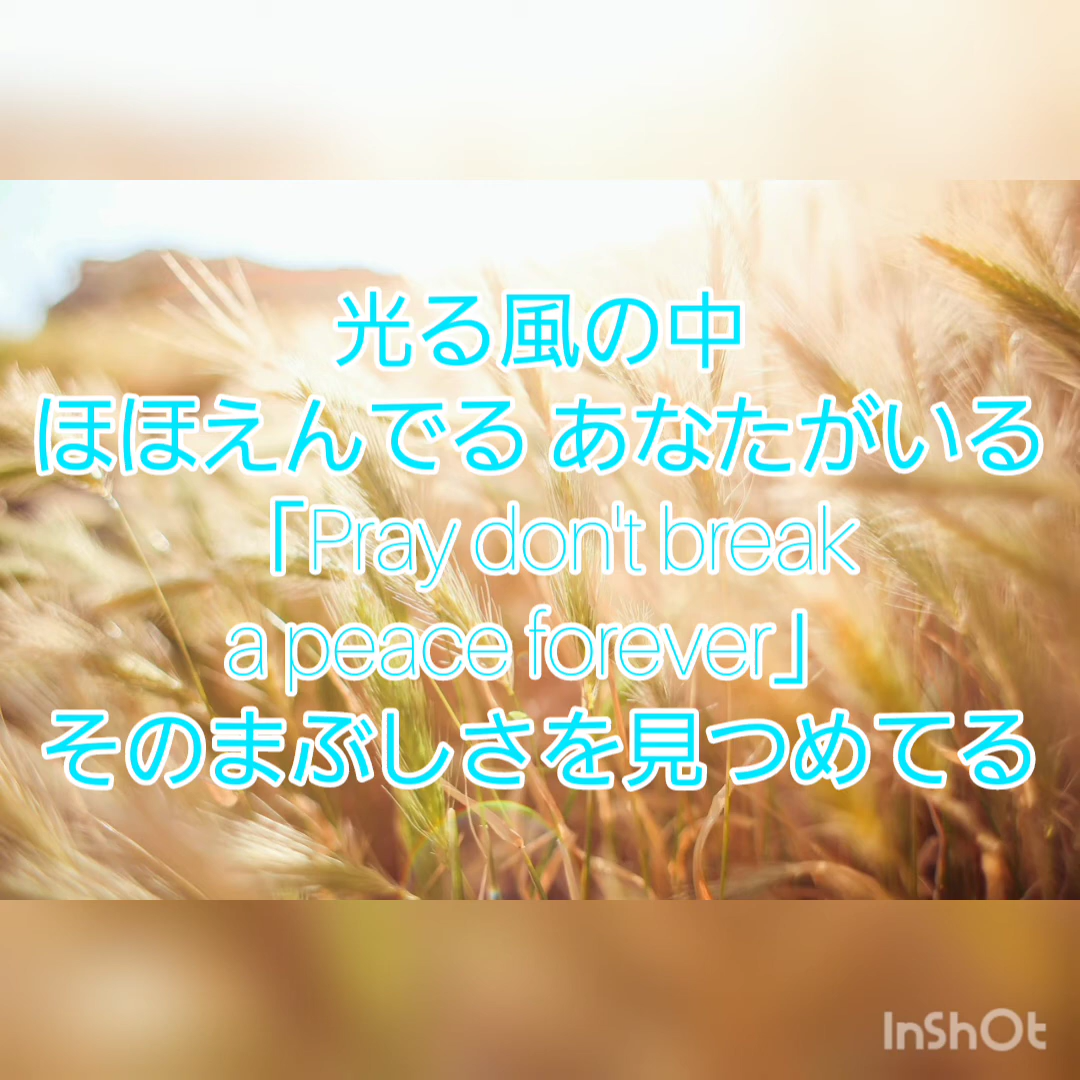 光る風の中
ほほえんでる あなたがいる
「Pray don't break
a peace forever」
そのまぶしさを見つめてる
InShOt